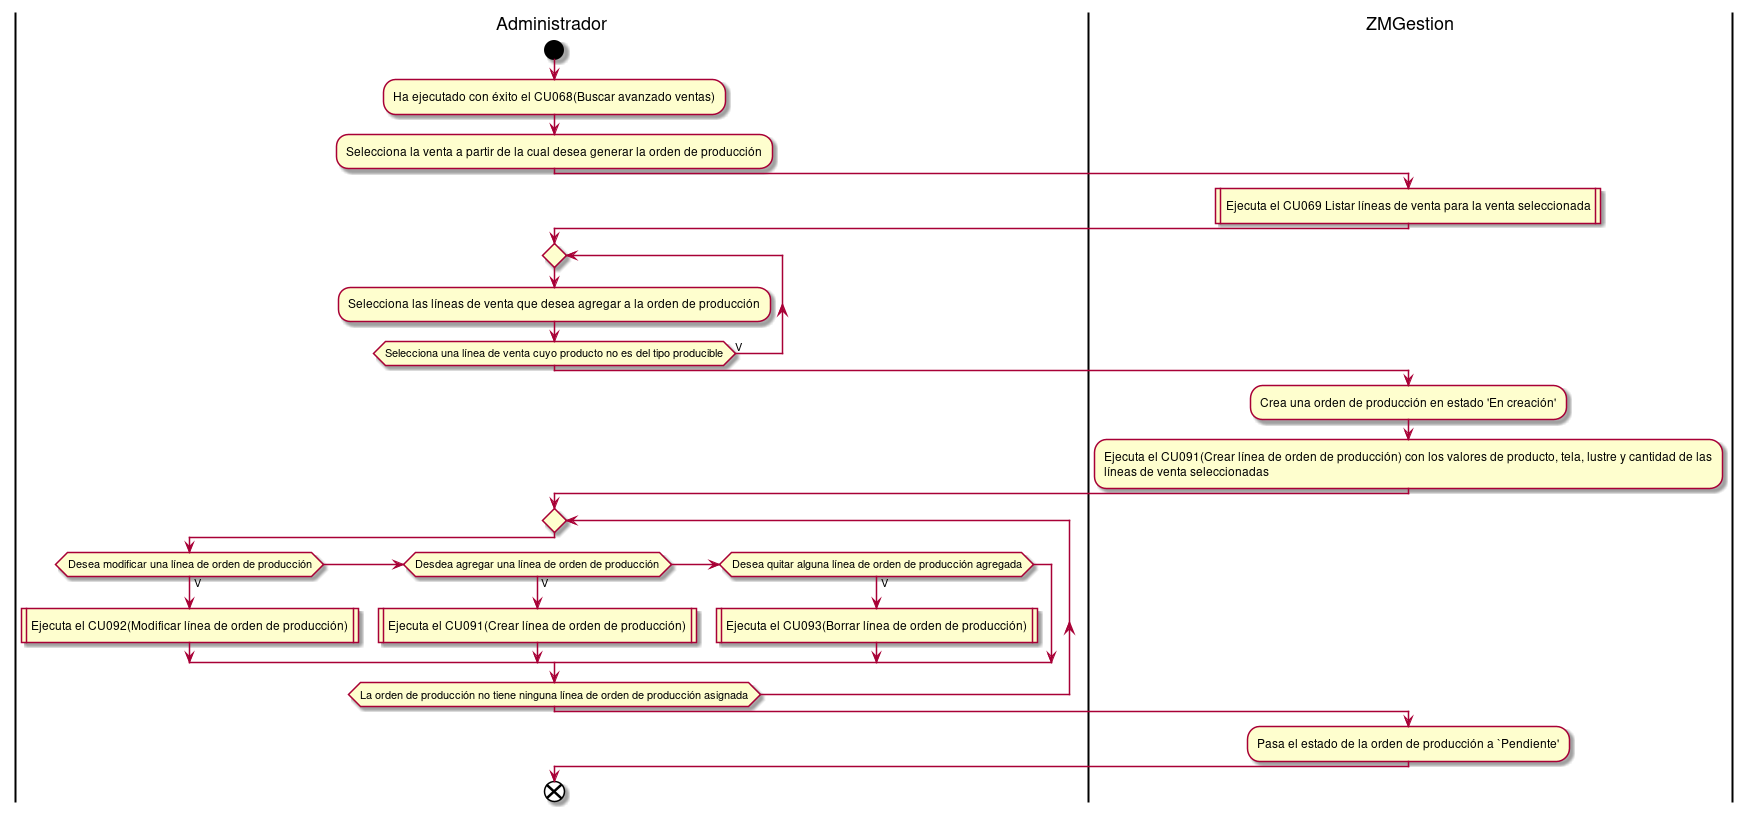 Administrador
ZMGestion
Ha ejecutado con éxito el CU068(Buscar avanzado ventas)
Selecciona la venta a partir de la cual desea generar la orden de producción
Ejecuta el CU069 Listar líneas de venta para la venta seleccionada
Selecciona las líneas de venta que desea agregar a la orden de producción
Selecciona una línea de venta cuyo producto no es del tipo producible
V
Crea una orden de producción en estado 'En creación'
Ejecuta el CU091(Crear línea de orden de producción) con los valores de producto, tela, lustre y cantidad de las
líneas de venta seleccionadas
Desea modificar una línea de orden de producción
Desdea agregar una línea de orden de producción
Desea quitar alguna línea de orden de producción agregada
V
V
V
Ejecuta el CU092(Modificar línea de orden de producción)
Ejecuta el CU091(Crear línea de orden de producción)
Ejecuta el CU093(Borrar línea de orden de producción)
La orden de producción no tiene ninguna línea de orden de producción asignada
Pasa el estado de la orden de producción a `Pendiente'